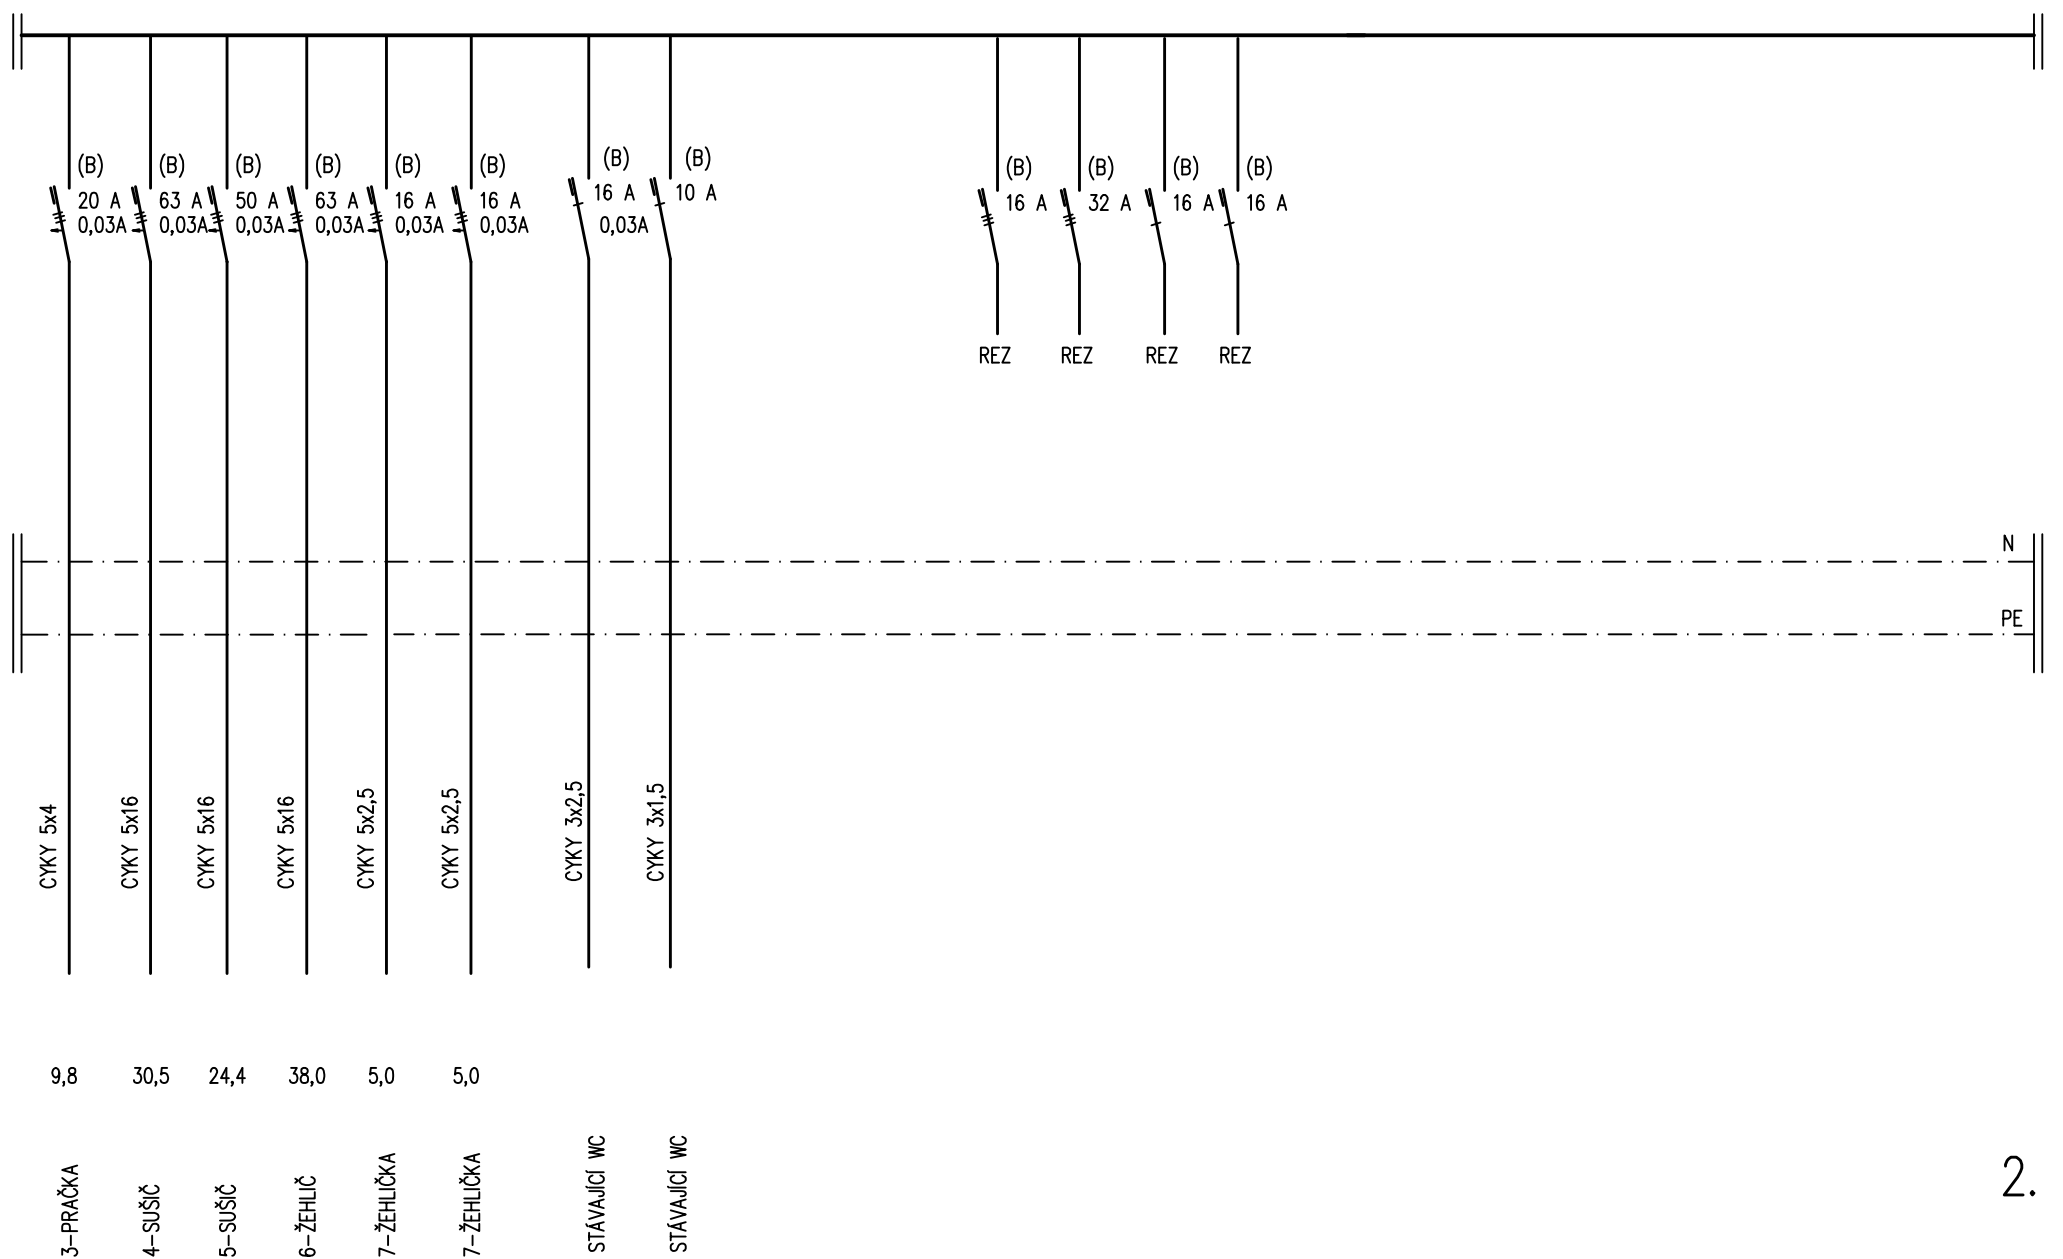 (B) (B) (B) (B) (B) (B) (B) (B) (B) (B) (B) (B)
20 A 63 A 50 A 63 A 16 A 16 A 16 A 10 A 16 A 32 A 16 A 16 A
0,03A 0,03A 0,03A 0,03A 0,03A 0,03A 0,03A
REZ REZ REZ REZ
N
PE
CYKY 5x4
CYKY 5x16
CYKY 5x16
CYKY 5x16
CYKY 5x2,5
CYKY 5x2,5
CYKY 3x2,5
CYKY 3x1,5
9,8 30,5 24,4 38,0 5,0 5,0
3-PRAČKA
4-SUŠIČ
5-SUŠIČ
6-ŽEHLIČ
7-ŽEHLIČKA
7-ŽEHLIČKA
STÁVAJÍCÍ WC
STÁVAJÍCÍ WC
2.